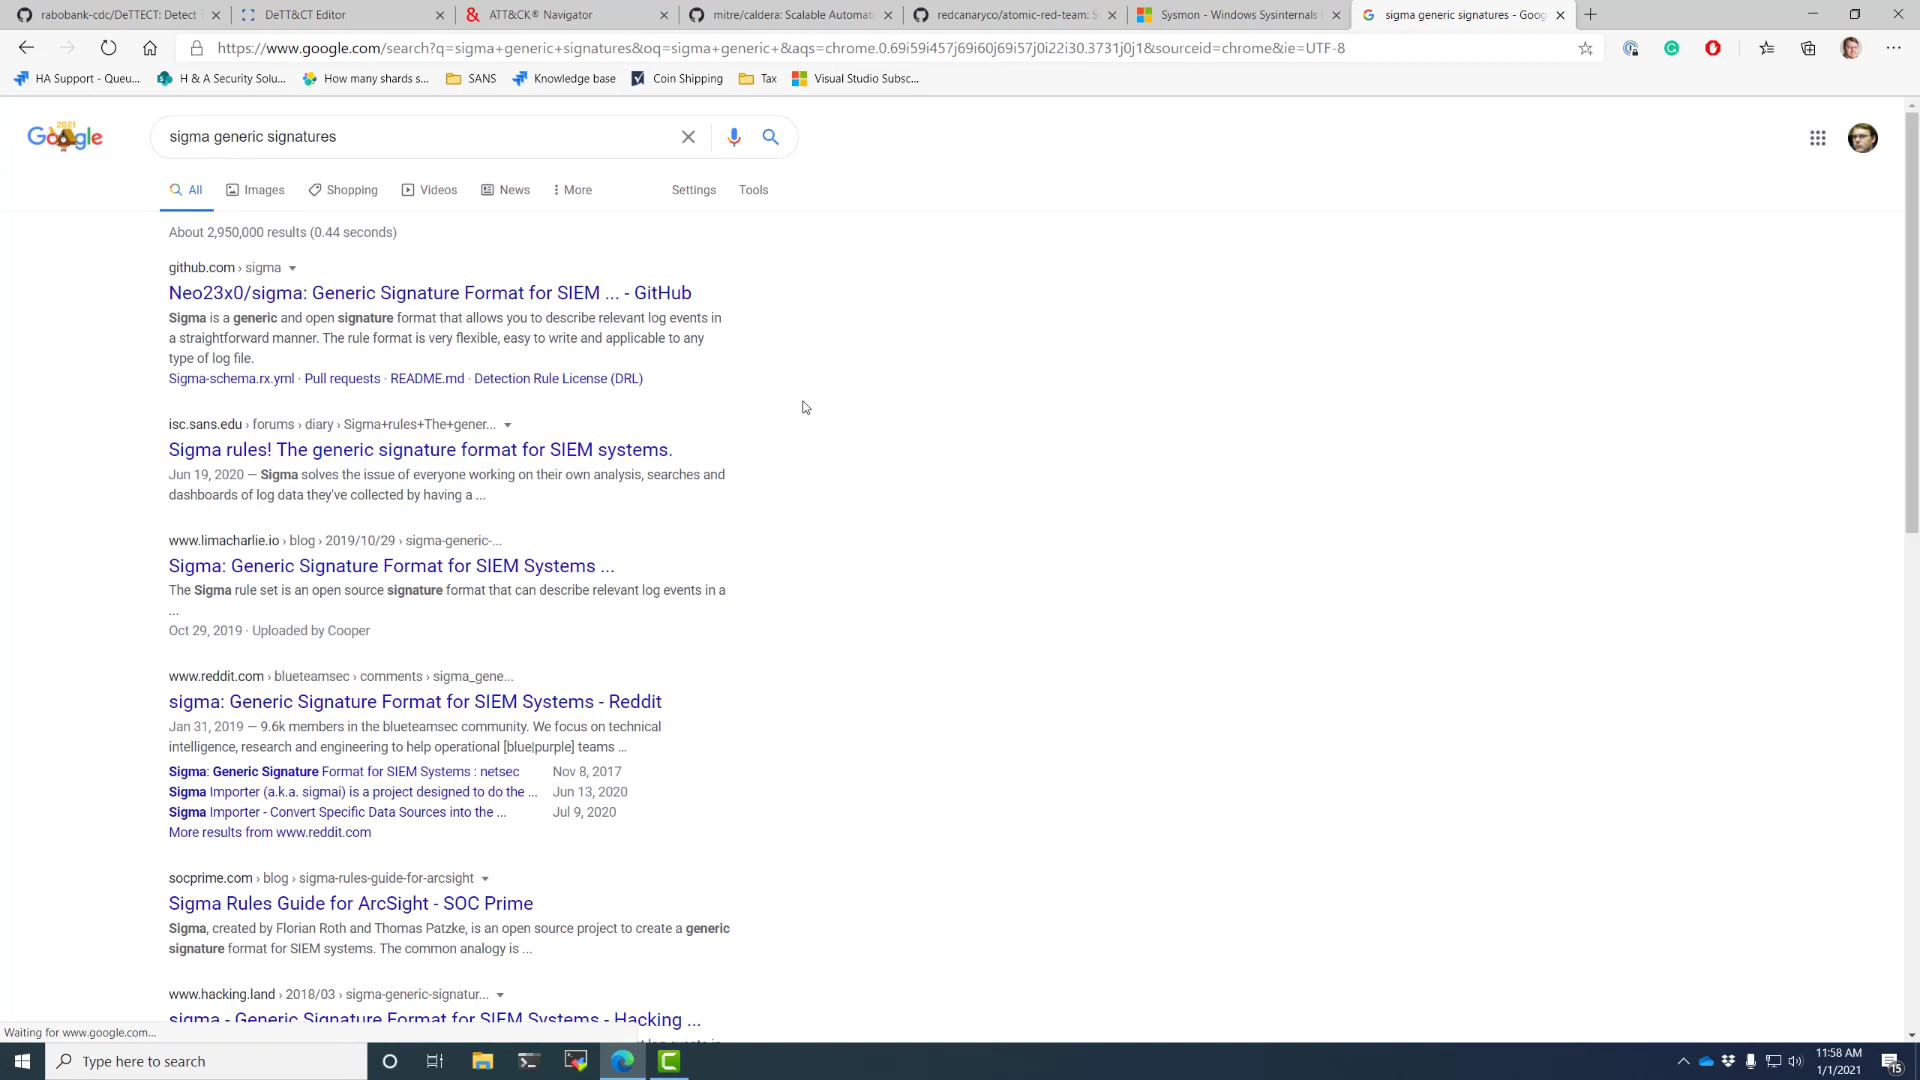 rabobank-cdc/DeTTECT: Detect T
DeTT&CT Editor
ATT&CK® Navigator
mitre/caldera: Scalable Automate
redcanaryco/atomic-red-team: S
Sysmon - Windows Sysinternals
sigma generic signatures - Goog
https://www.google.com/search?q=sigma+generic+signatures&oq=sigma+generic+&aqs=chrome.0.69i59i457j69i60j69i57j0i22i30.3731j0j1&sourceid=chrome&ie=UTF-8
HA Support - Queu...
H & A Security Solu...
How many shards s...
SANS
Knowledge base
Coin Shipping
Tax
Visual Studio Subsc...
2021
Google
sigma generic signatures
All
Images
Shopping
Videos
News
More
Settings
Tools
About 2,950,000 results (0.44 seconds)
github.com › sigma
Neo23x0/sigma: Generic Signature Format for SIEM ... - GitHub
Sigma is a generic and open signature format that allows you to describe relevant log events in
a straightforward manner. The rule format is very flexible, easy to write and applicable to any
type of log file.
Sigma-schema.rx.yml · Pull requests · README.md · Detection Rule License (DRL)
isc.sans.edu › forums › diary › Sigma+rules+The+gener...
Sigma rules! The generic signature format for SIEM systems.
Jun 19, 2020 — Sigma solves the issue of everyone working on their own analysis, searches and
dashboards of log data they've collected by having a ...
www.limacharlie.io › blog › 2019/10/29 › sigma-generic-...
Sigma: Generic Signature Format for SIEM Systems ...
The Sigma rule set is an open source signature format that can describe relevant log events in a
...
Oct 29, 2019 · Uploaded by Cooper
www.reddit.com › blueteamsec › comments › sigma_gene...
sigma: Generic Signature Format for SIEM Systems - Reddit
Jan 31, 2019 — 9.6k members in the blueteamsec community. We focus on technical
intelligence, research and engineering to help operational [blue|purple] teams ...
Sigma: Generic Signature Format for SIEM Systems : netsec Nov 8, 2017
Sigma Importer (a.k.a. sigmai) is a project designed to do the ... Jun 13, 2020
Sigma Importer - Convert Specific Data Sources into the ... Jul 9, 2020
More results from www.reddit.com
socprime.com › blog › sigma-rules-guide-for-arcsight
Sigma Rules Guide for ArcSight - SOC Prime
Sigma, created by Florian Roth and Thomas Patzke, is an open source project to create a generic
signature format for SIEM systems. The common analogy is ...
www.hacking.land › 2018/03 › sigma-generic-signatur...
sigma - Generic Signature Format for SIEM Systems - Hacking ...
Waiting for www.google.com...
Type here to search
11:58 AM
1/1/2021
15